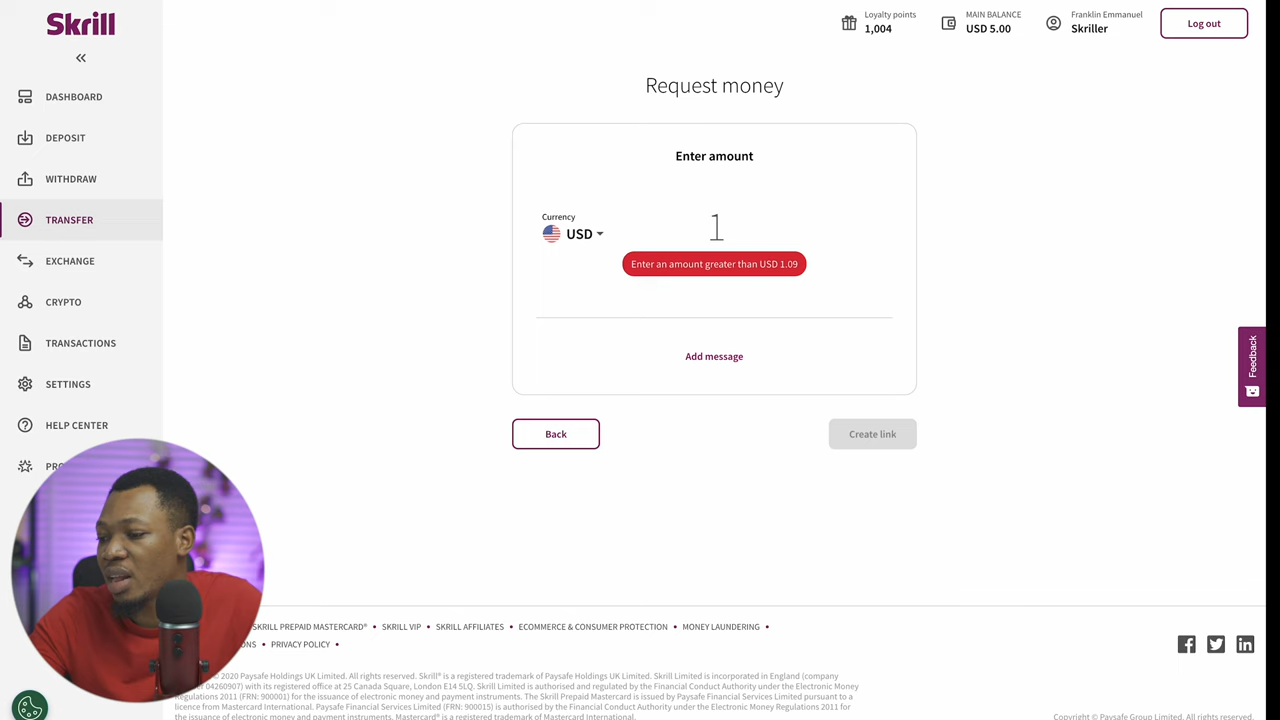 Skrill
Loyalty points
1,004
MAIN BALANCE
USD 5.00
Franklin Emmanuel
Skriller
Log out
DASHBOARD
DEPOSIT
WITHDRAW
TRANSFER
EXCHANGE
CRYPTO
TRANSACTIONS
SETTINGS
HELP CENTER
Request money
Enter amount
Currency
USD
1
Enter an amount greater than USD 1.09
Add message
Back
Create link
Feedback
SKRILL PREPAID MASTERCARD® • SKRILL VIP • SKRILL AFFILIATES • ECOMMERCE & CONSUMER PROTECTION • MONEY LAUNDERING •
• PRIVACY POLICY •
© 2020 Paysafe Holdings UK Limited. All rights reserved. Skrill® is a registered trademark of Paysafe Holdings UK Limited. Skrill Limited is incorporated in England (company
04260907) with its registered office at 25 Canada Square, London E14 5LQ. Skrill Limited is authorised and regulated by the Financial Conduct Authority under the Electronic Money
Regulations 2011 (FRN: 900001) for the issuance of electronic money and payment instruments. The Skrill Prepaid Mastercard is issued by Paysafe Financial Services Limited pursuant to a
licence from Mastercard International. Paysafe Financial Services Limited (FRN: 900015) is authorised by the Financial Conduct Authority under the Electronic Money Regulations 2011 for
the issuance of electronic money and payment instruments. Mastercard® is a registered trademark of Mastercard International.
Copyright © Paysafe Group Limited. All rights reserved.